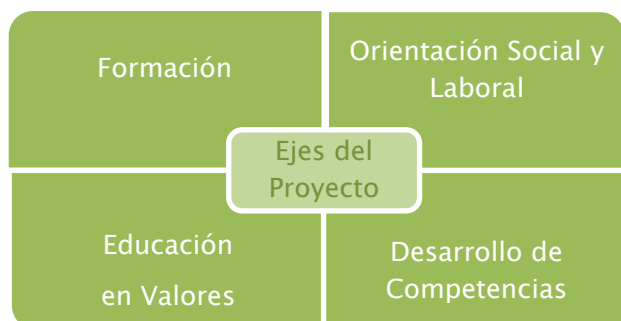 Formación
Orientación Social y
Laboral
Ejes del
Proyecto
Educación
en Valores
Desarrollo de
Competencias